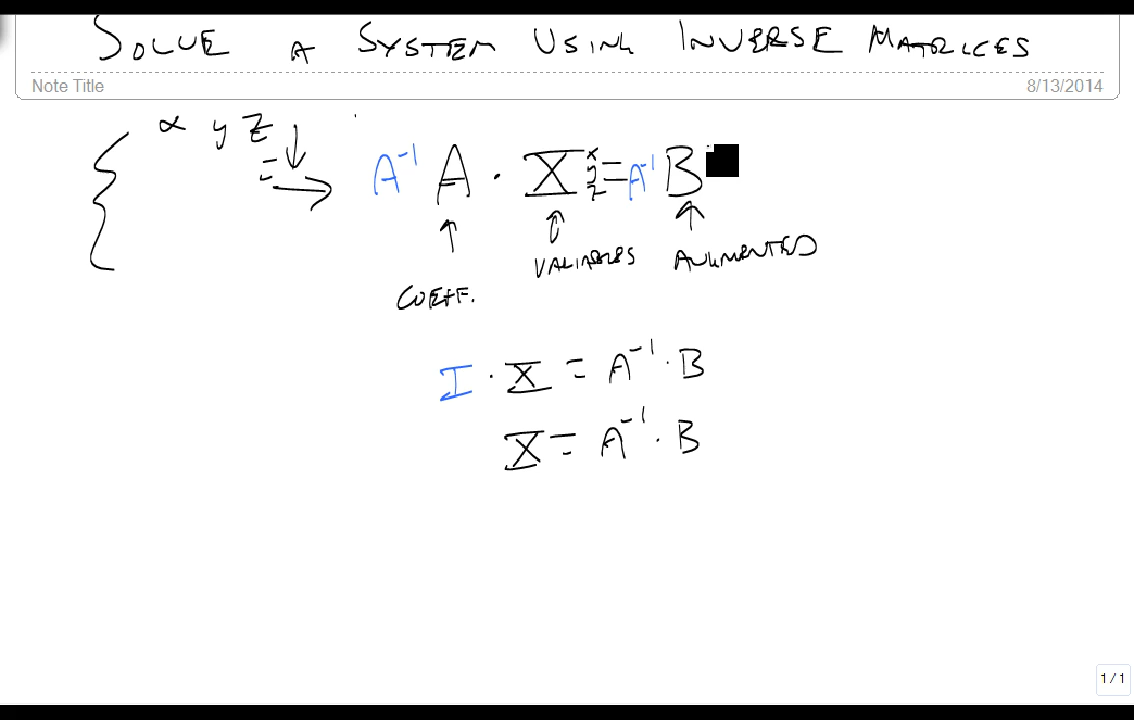 SOLVE A SYSTEM USING INVERSE MATRICES
Note Title
8/13/2014
x y z
=
A⁻¹ A · X x y z = A⁻¹ B
COEFF.
VARIABLES
AUGMENTED
I · X = A⁻¹ · B
X = A⁻¹ · B
1/1